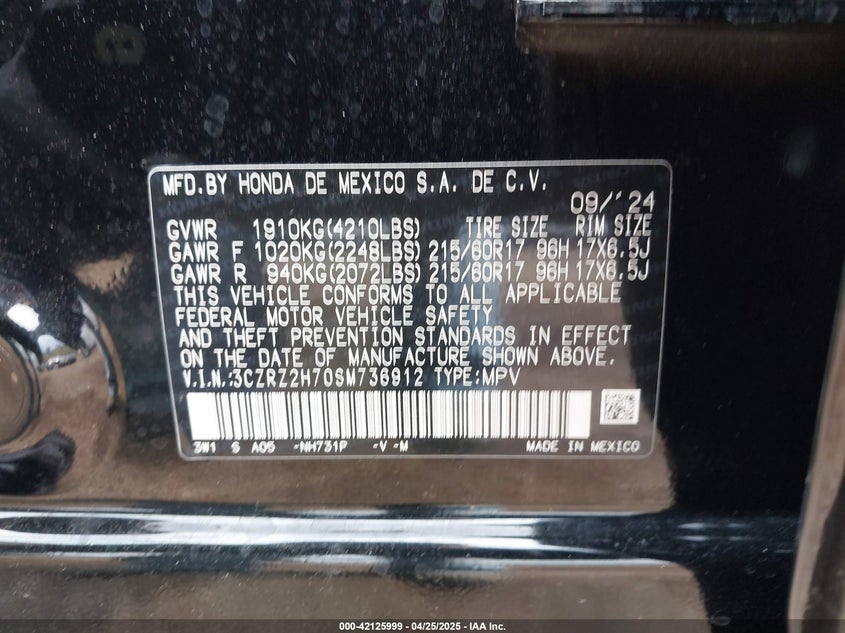 MFD.BY HONDA DE MEXICO S.A. DE C.V.
09/'24
GVWR 1910KG(4210LBS) TIRE SIZE RIM SIZE
GAWR F 1020KG(2248LBS) 215/60R17 96H 17X6.5J
GAWR R 940KG(2072LBS) 215/60R17 96H 17X6.5J
THIS VEHICLE CONFORMS TO ALL APPLICABLE
FEDERAL MOTOR VEHICLE SAFETY
AND THEFT PREVENTION STANDARDS IN EFFECT
ON THE DATE OF MANUFACTURE SHOWN ABOVE.
V.I.N.:3CZRZ2H70SM736912 TYPE:MPV
3W1 S A05 -NH731P -V -M MADE IN MEXICO
000-42125999 - 04/25/2025 - IAA Inc.